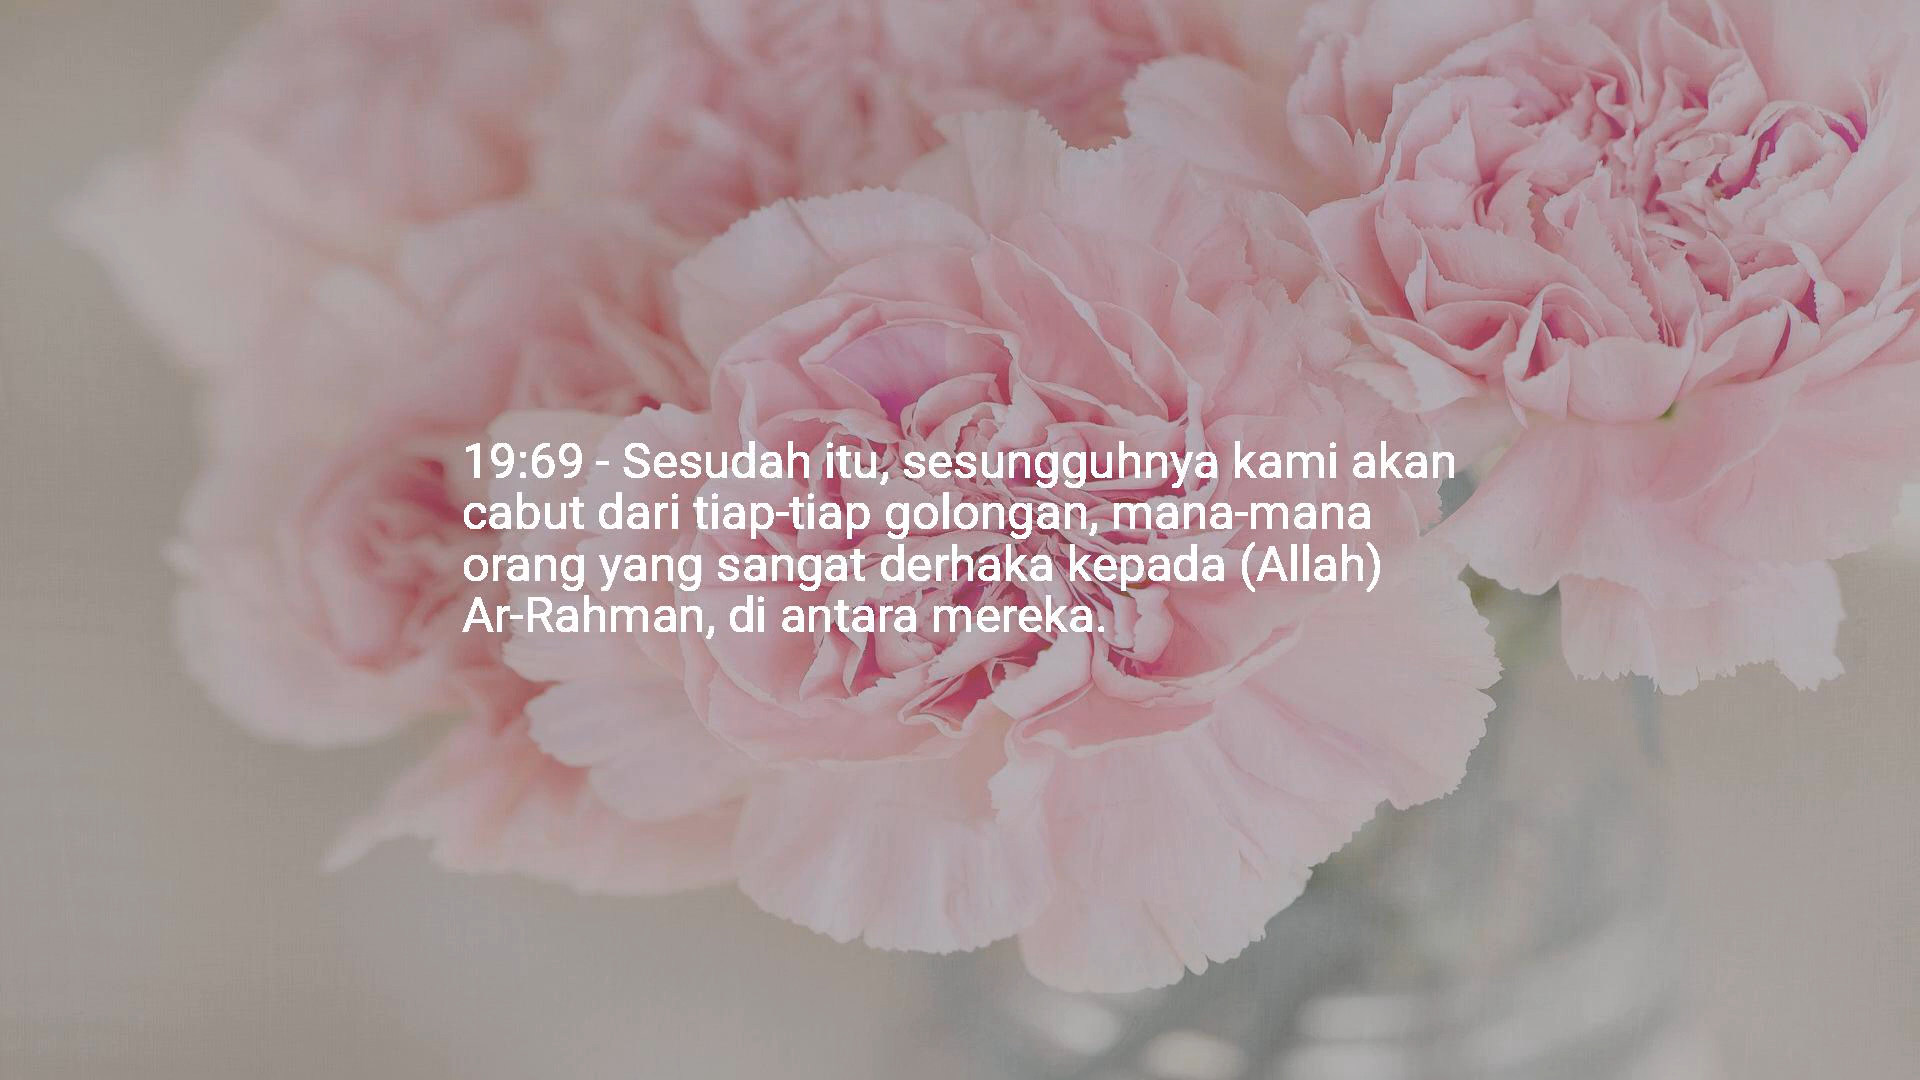 19:69 - Sesudah itu, sesungguhnya kami akan
cabut dari tiap-tiap golongan, mana-mana
orang yang sangat derhaka kepada (Allah)
Ar-Rahman, di antara mereka.